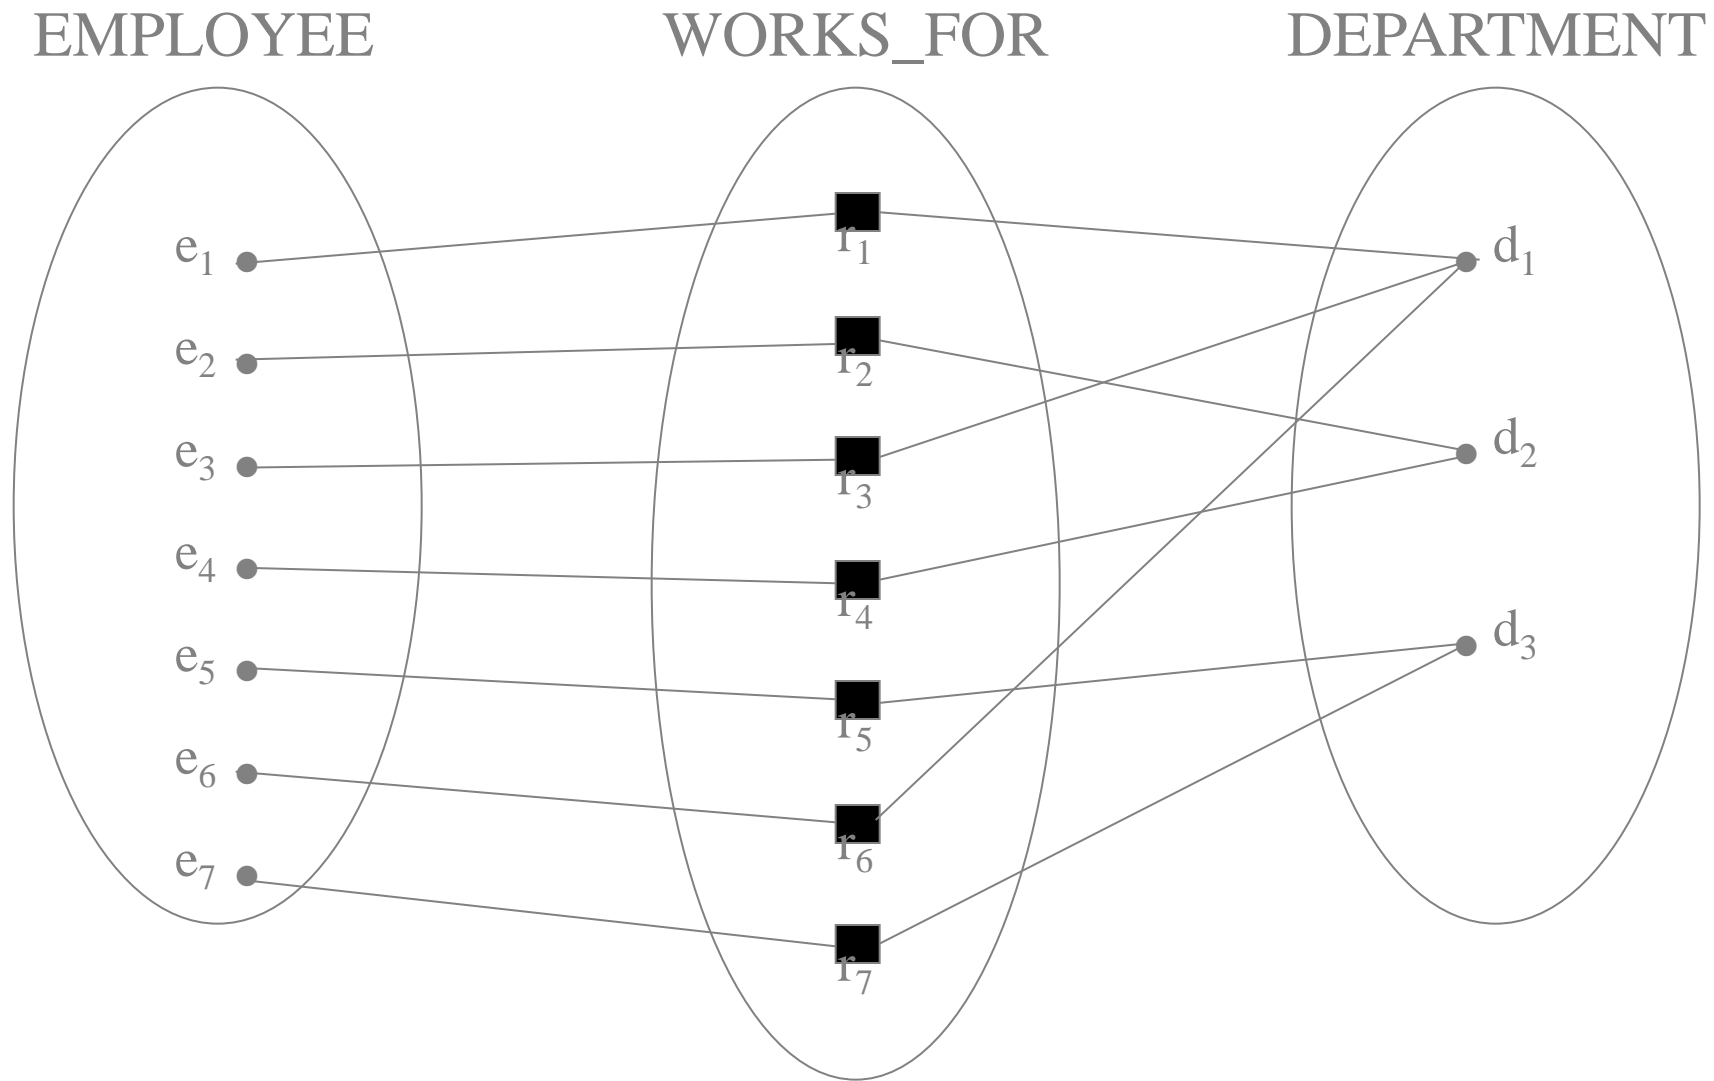 EMPLOYEE WORKS_FOR DEPARTMENT
r₁
e₁ d₁
e₂ r₂
d₂
e₃ r₃
e₄ r₄
d₃
e₅ r₅
e₆ r₆
e₇
r₇